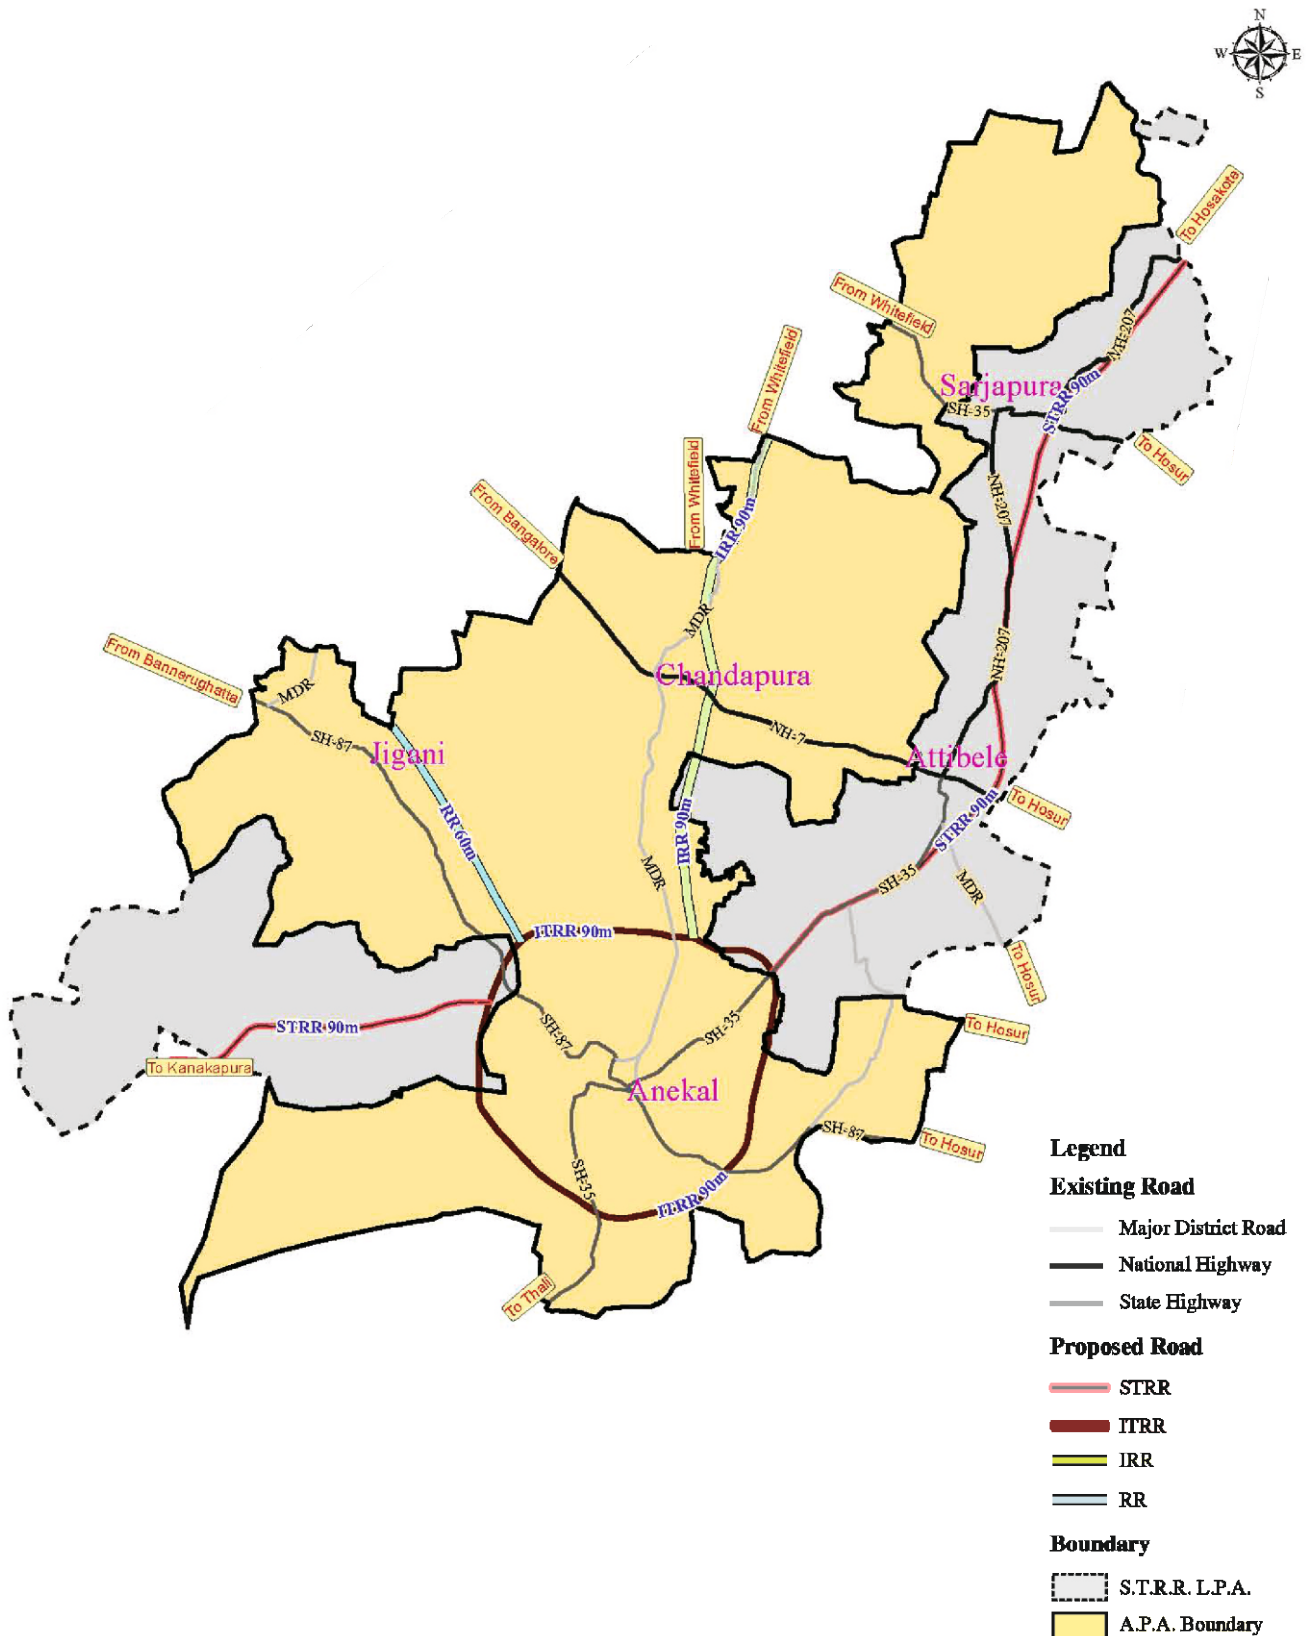 N
W
E
S
To Hosakote
From Whitefield
NH-207
From Whitefield
Sarjapura
STRR 90m
SH-35
To Hosur
From Whitefield
NH-207
From Bangalore
IRR 90m
MDR
NH-207
From Bannerughatta
Chandapura
MDR
SH-87
NH-7
Jigani
Attibele
To Hosur
RR 60m
IRR 90m
STRR 90m
MDR
SH-35
MDR
ITRR 90m
To Hosur
STRR 90m
SH-87
SH-35
To Hosur
To Kanakapura
Anekal
SH-87
To Hosur
SH-35
ITRR 90m
To Thali
Legend
Existing Road
Major District Road
National Highway
State Highway
Proposed Road
STRR
ITRR
IRR
RR
Boundary
S.T.R.R. L.P.A.
A.P.A. Boundary